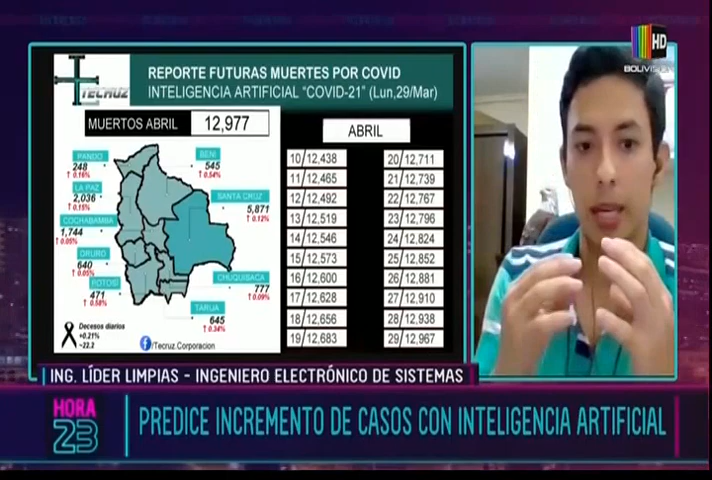 HD
BOLIVISIÓN
TECRUZ
REPORTE FUTURAS MUERTES POR COVID
INTELIGENCIA ARTIFICIAL "COVID-21" (Lun,29/Mar)
MUERTOS ABRIL 12,977
ABRIL
PANDO
248
↑ 0.16%
LA PAZ
2,036
↑ 0.15%
COCHABAMBA
1,744
↑ 0.05%
ORURO
640
↑ 0.05%
POTOSI
471
↑ 0.58%
BENI
545
↑ 0.54%
SANTA CRUZ
5,871
↑ 0.12%
CHUQUISACA
777
↑ 0.09%
TARIJA
645
↑ 0.34%
Decesos diarios
+0.21%
~22.2
/Tecruz.Corporacion
10/12,438
11/12,465
12/12,492
13/12,519
14/12,546
15/12,573
16/12,600
17/12,628
18/12,656
19/12,683
20/12,711
21/12,739
22/12,767
23/12,796
24/12,824
25/12,852
26/12,881
27/12,910
28/12,938
29/12,967
ING. LÍDER LIMPIAS - INGENIERO ELECTRÓNICO DE SISTEMAS
HORA
23
PREDICE INCREMENTO DE CASOS CON INTELIGENCIA ARTIFICIAL